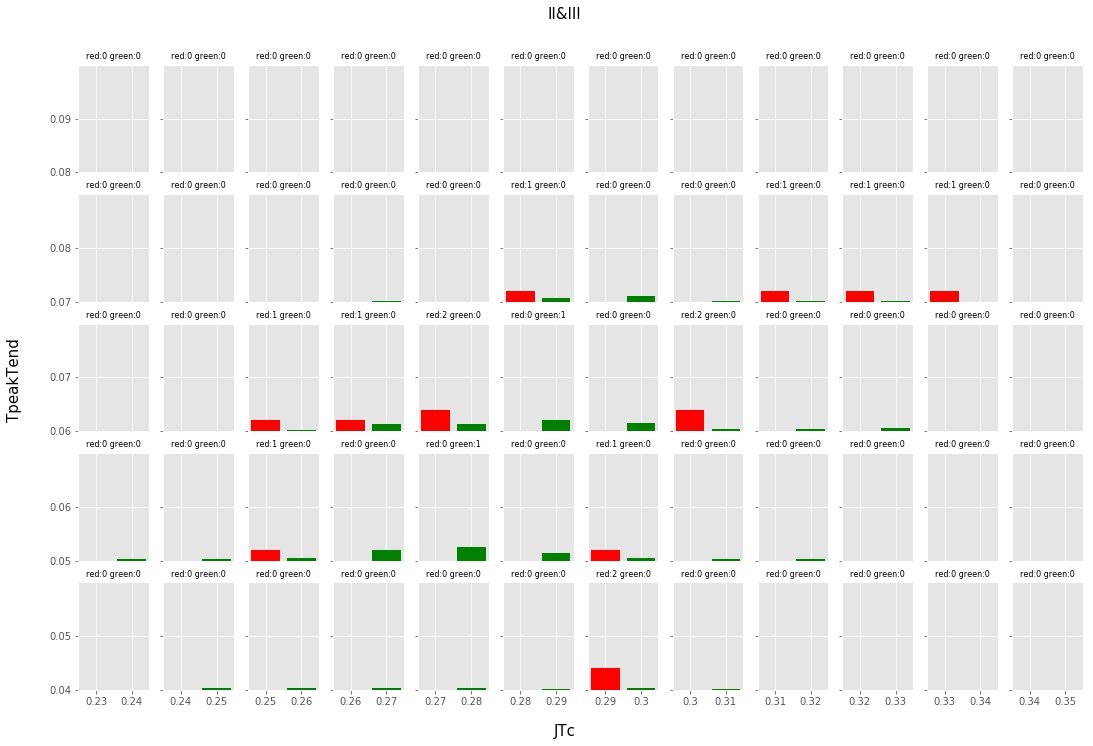 II&III
red:0 green:0 red:0 green:0 red:0 green:0 red:0 green:0 red:0 green:0 red:0 green:0 red:0 green:0 red:0 green:0 red:0 green:0 red:0 green:0 red:0 green:0 red:0 green:0
0.09
0.08
red:0 green:0 red:0 green:0 red:0 green:0 red:0 green:0 red:0 green:0 red:1 green:0 red:0 green:0 red:0 green:0 red:1 green:0 red:1 green:0 red:1 green:0 red:0 green:0
0.08
0.07
red:0 green:0 red:0 green:0 red:1 green:0 red:1 green:0 red:2 green:0 red:0 green:1 red:0 green:0 red:2 green:0 red:0 green:0 red:0 green:0 red:0 green:0 red:0 green:0
TpeakTend
0.07
0.06
red:0 green:0 red:0 green:0 red:1 green:0 red:0 green:0 red:0 green:1 red:0 green:0 red:1 green:0 red:0 green:0 red:0 green:0 red:0 green:0 red:0 green:0 red:0 green:0
0.06
0.05
red:0 green:0 red:0 green:0 red:0 green:0 red:0 green:0 red:0 green:0 red:0 green:0 red:2 green:0 red:0 green:0 red:0 green:0 red:0 green:0 red:0 green:0 red:0 green:0
0.05
0.04
0.23 0.24 0.24 0.25 0.25 0.26 0.26 0.27 0.27 0.28 0.28 0.29 0.29 0.3 0.3 0.31 0.31 0.32 0.32 0.33 0.33 0.34 0.34 0.35
JTc